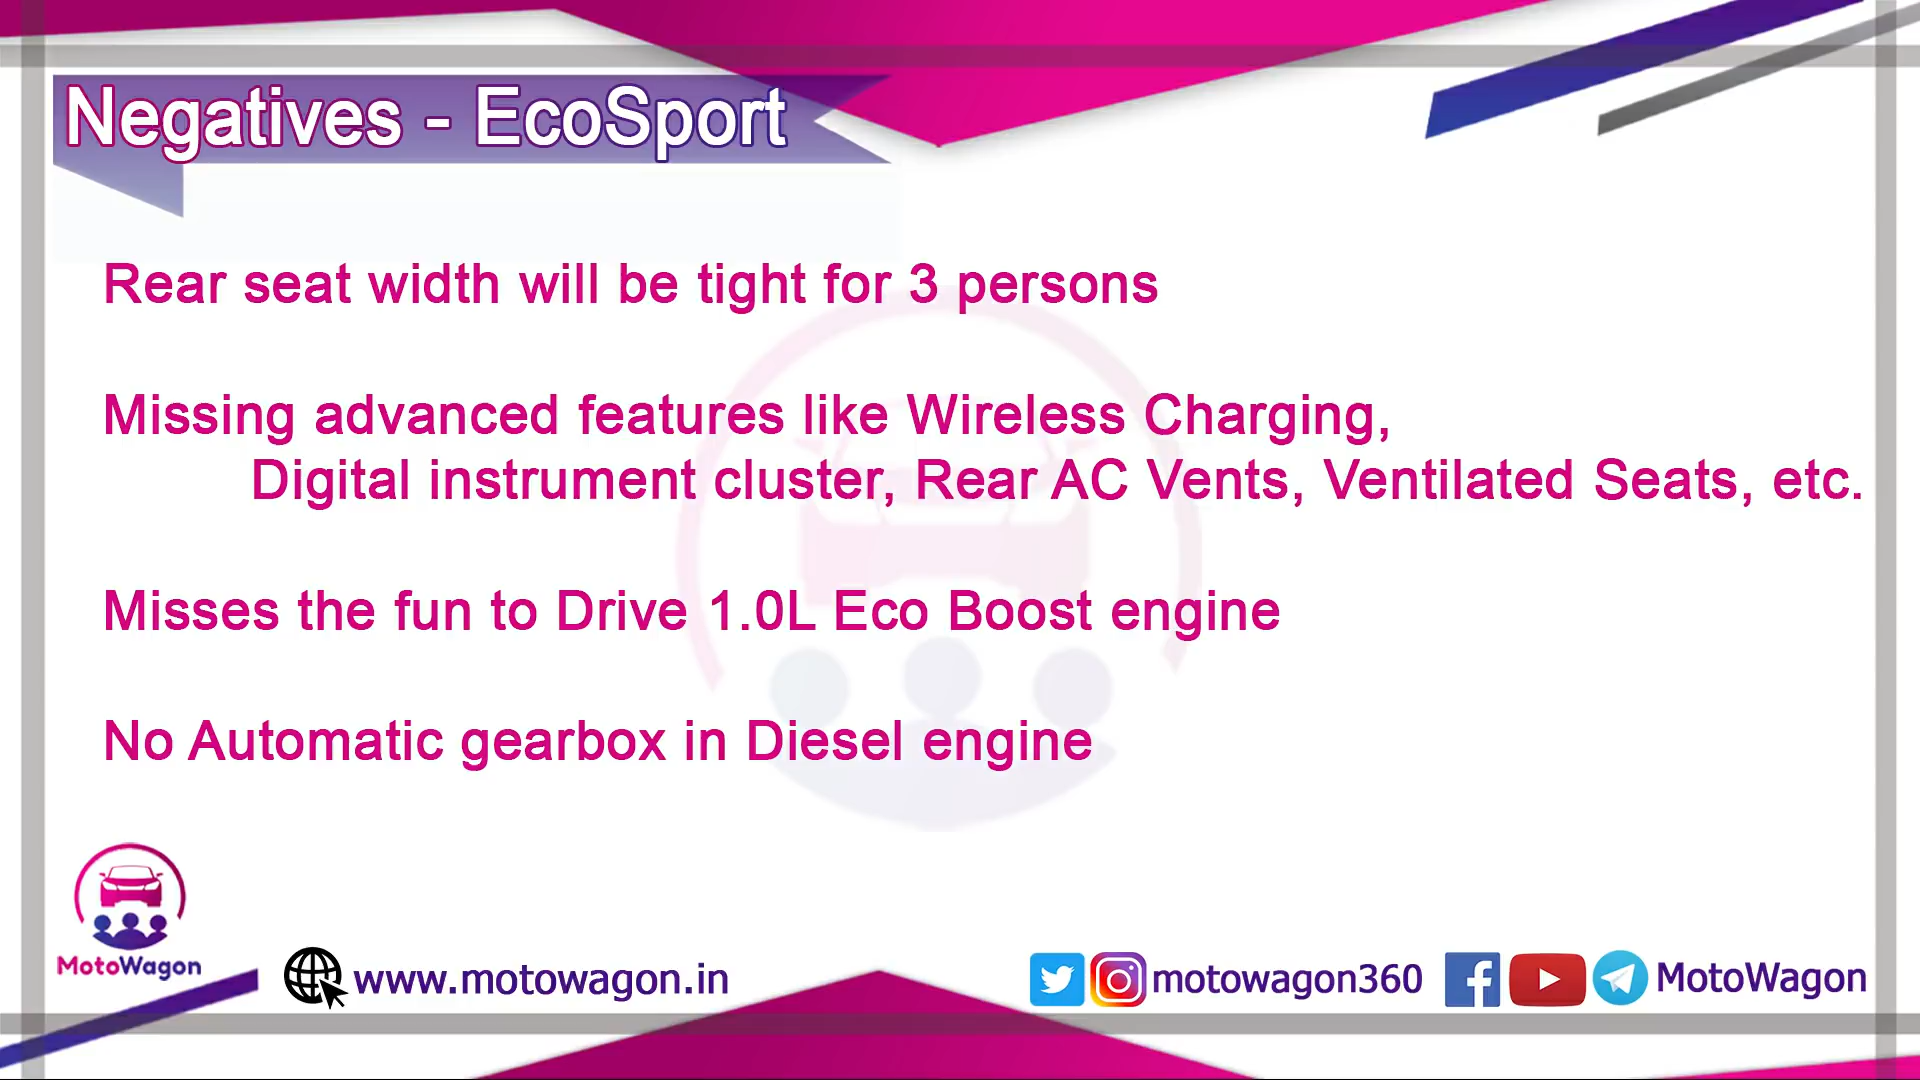 Negatives - EcoSport
Rear seat width will be tight for 3 persons
Missing advanced features like Wireless Charging,
Digital instrument cluster, Rear AC Vents, Ventilated Seats, etc.
Misses the fun to Drive 1.0L Eco Boost engine
No Automatic gearbox in Diesel engine
MotoWagon
www.motowagon.in
motowagon360
MotoWagon